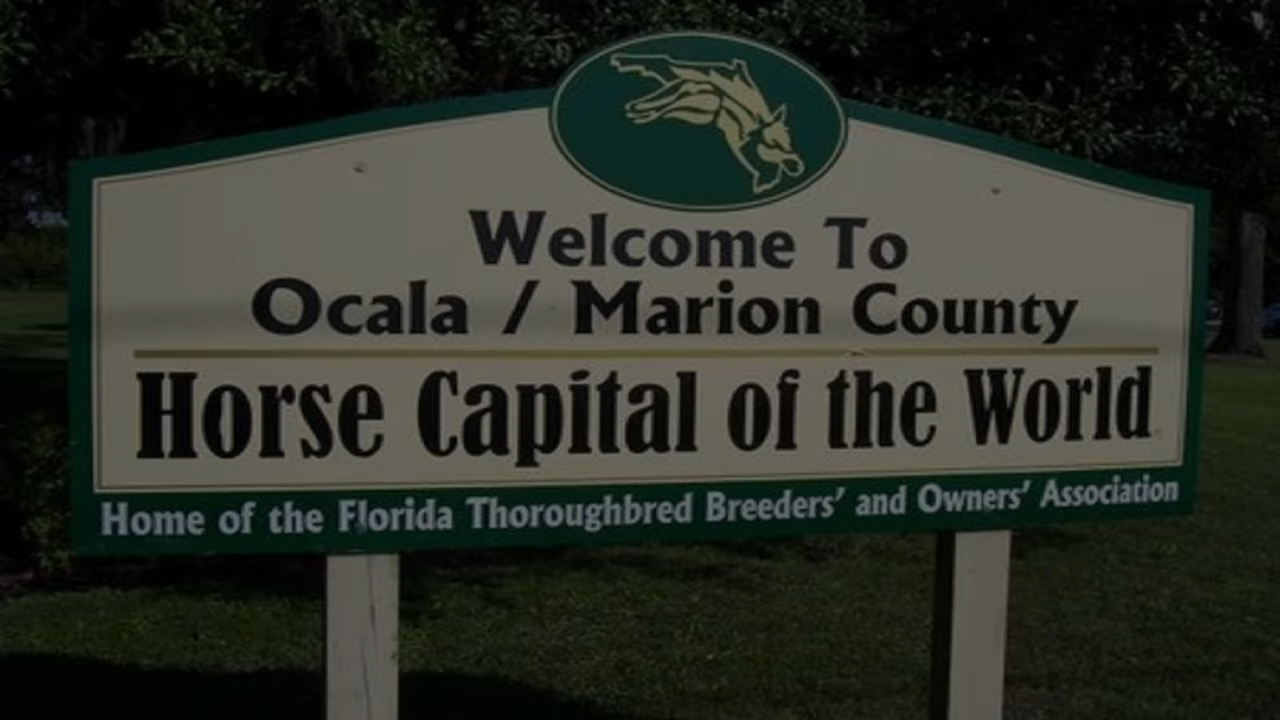 Welcome To
Ocala / Marion County
Horse Capital of the World
Home of the Florida Thoroughbred Breeders' and Owners' Association